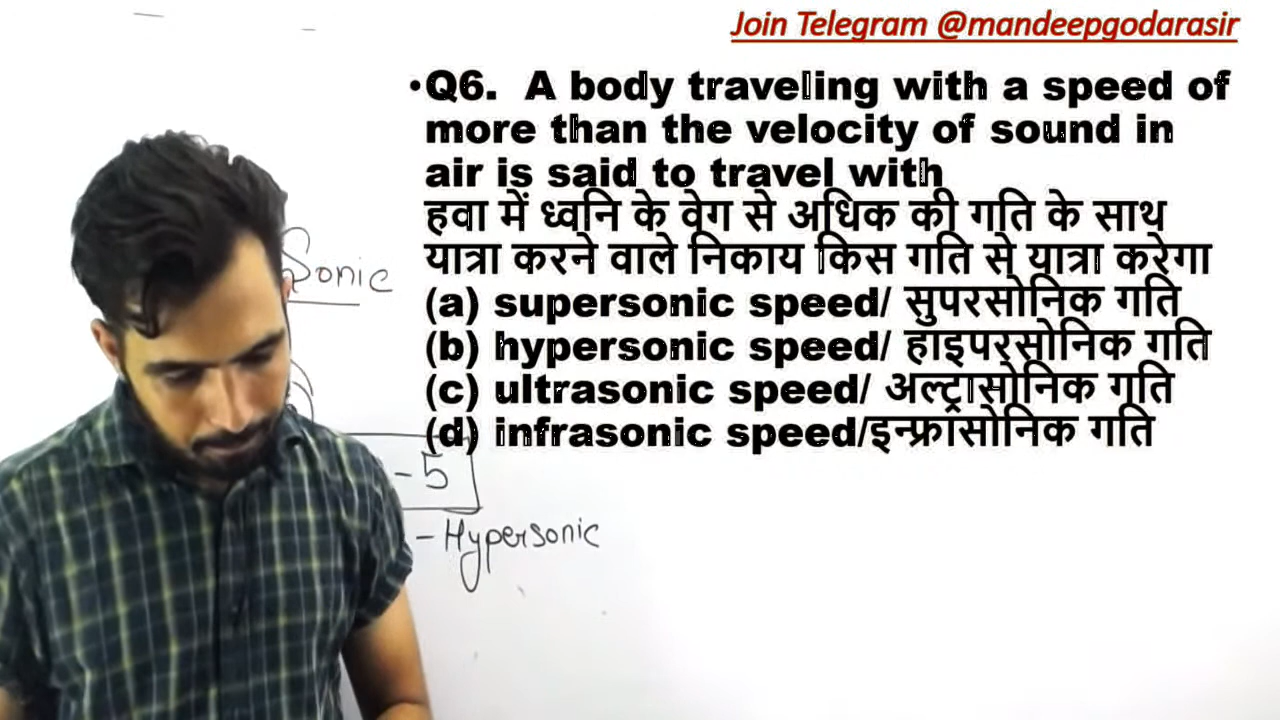 Join Telegram @mandeepgodarasir
•Q6. A body traveling with a speed of
more than the velocity of sound in
air is said to travel with
हवा में ध्वनि के वेग से अधिक की गति के साथ
यात्रा करने वाले निकाय किस गति से यात्रा करेगा
(a) supersonic speed/ सुपरसोनिक गति
(b) hypersonic speed/ हाइपरसोनिक गति
(c) ultrasonic speed/ अल्ट्रासोनिक गति
(d) infrasonic speed/इन्फ्रासोनिक गति
Sonic
-5
- Hypersonic